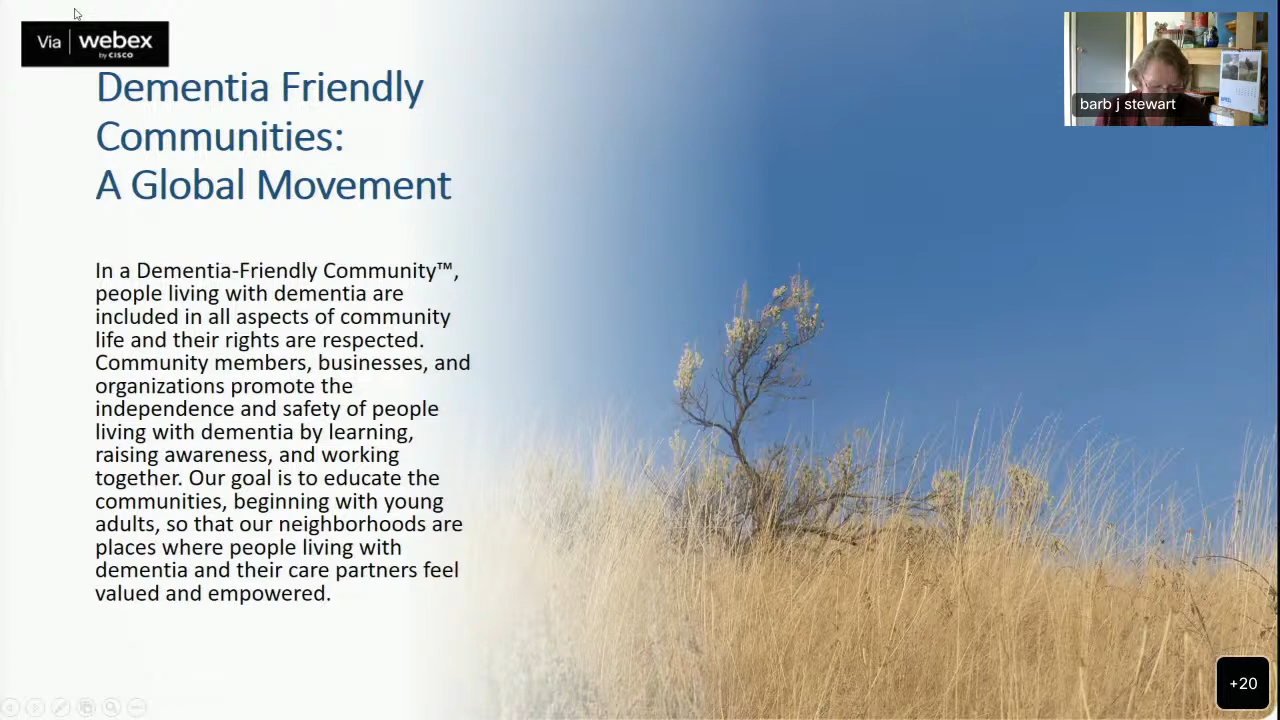 Via webex
by CISCO
Dementia Friendly
Communities:
A Global Movement
In a Dementia-Friendly Community™,
people living with dementia are
included in all aspects of community
life and their rights are respected.
Community members, businesses, and
organizations promote the
independence and safety of people
living with dementia by learning,
raising awareness, and working
together. Our goal is to educate the
communities, beginning with young
adults, so that our neighborhoods are
places where people living with
dementia and their care partners feel
valued and empowered.
barb j stewart
APRIL
+20